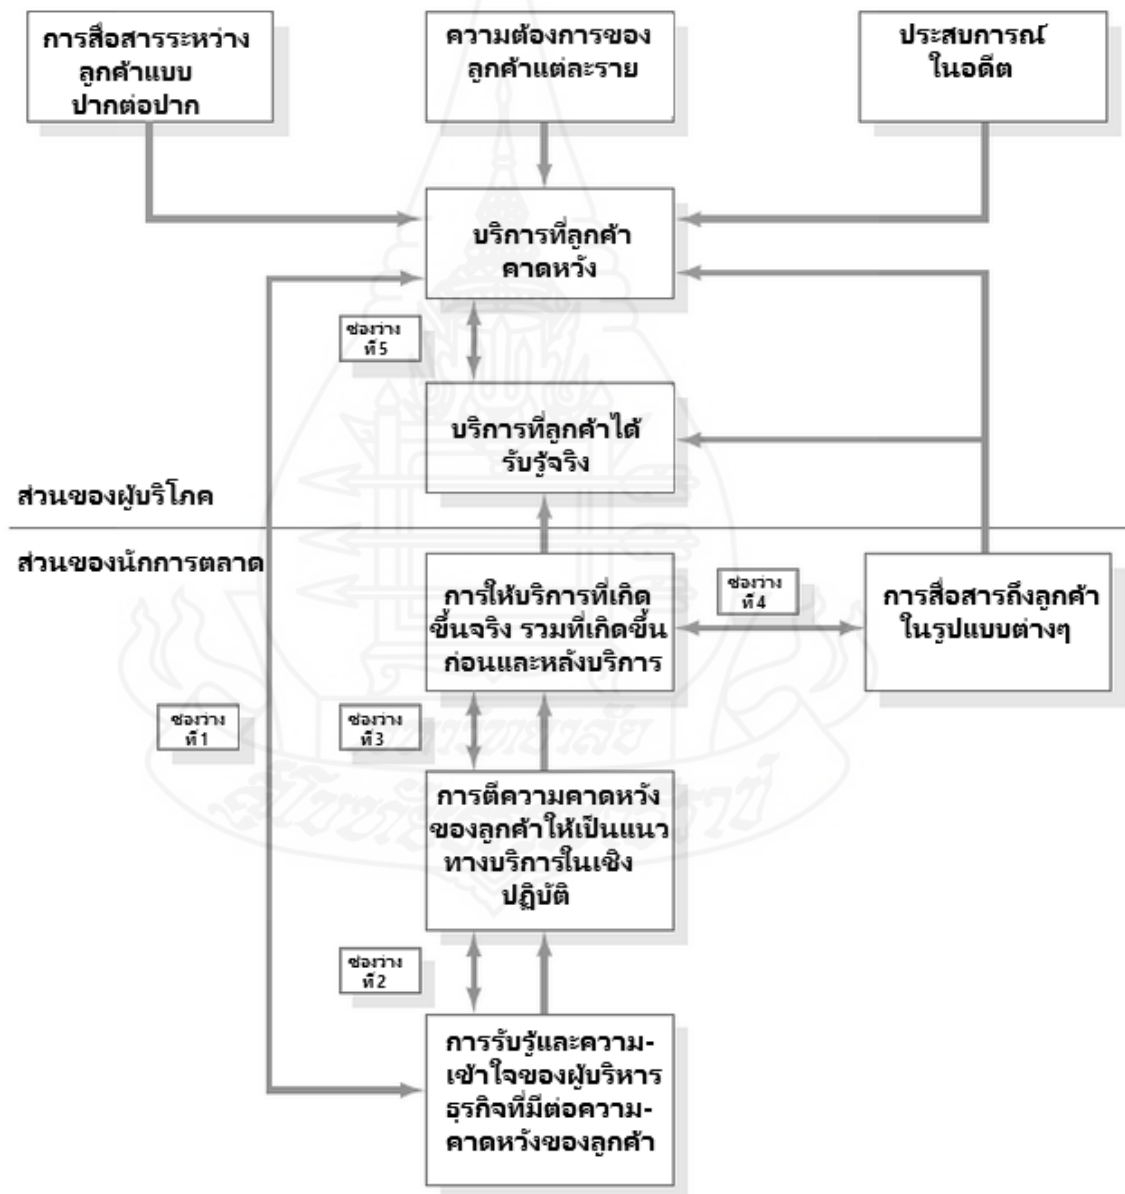 การสื่อสารระหว่าง
ลูกค้าแบบ
ปากต่อปาก
ความต้องการของ
ลูกค้าแต่ละราย
ประสบการณ์
ในอดีต
บริการที่ลูกค้า
คาดหวัง
ช่องว่าง
ที่ 5
บริการที่ลูกค้าได้
รับรู้จริง
ส่วนของผู้บริโภค
ส่วนของนักการตลาด
การให้บริการที่เกิด
ขึ้นจริง รวมที่เกิดขึ้น
ก่อนและหลังบริการ
ช่องว่าง
ที่ 4
การสื่อสารถึงลูกค้า
ในรูปแบบต่างๆ
ช่องว่าง
ที่ 1
ช่องว่าง
ที่ 3
การตีความคาดหวัง
ของลูกค้าให้เป็นแนว
ทางบริการในเชิง
ปฏิบัติ
ช่องว่าง
ที่ 2
การรับรู้และความ-
เข้าใจของผู้บริหาร
ธุรกิจที่มีต่อความ-
คาดหวังของลูกค้า